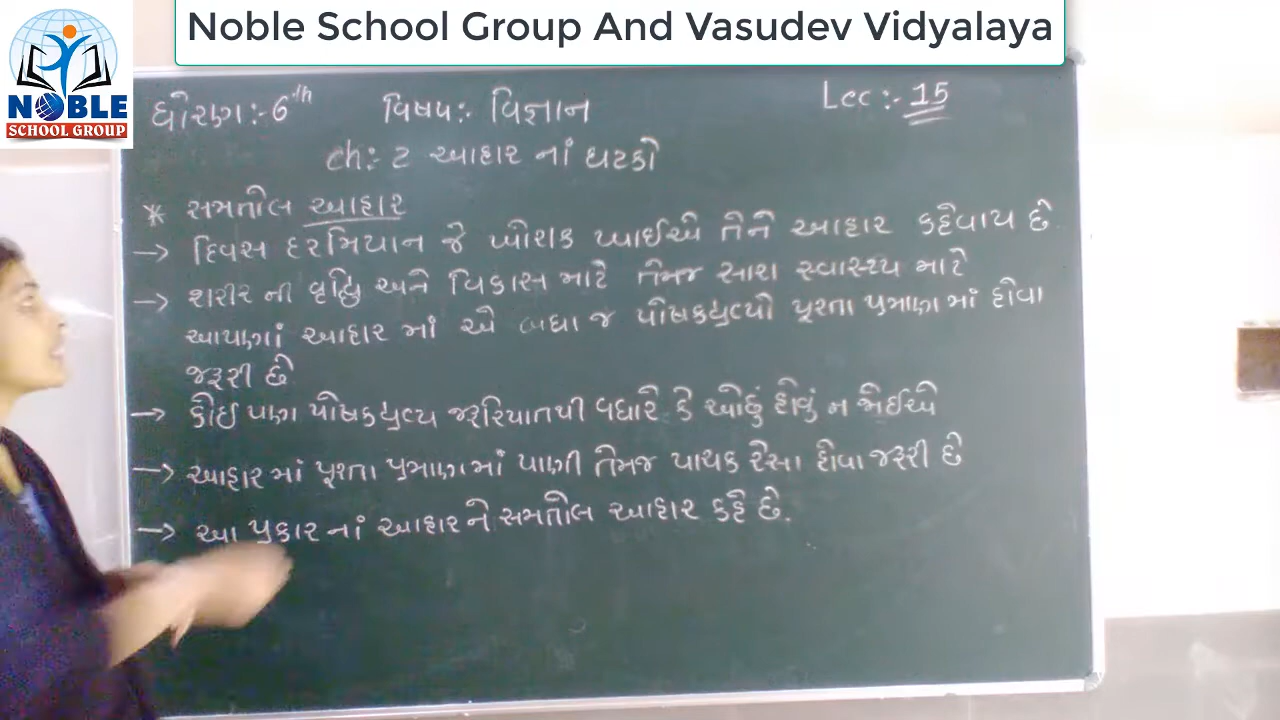 Noble School Group And Vasudev Vidyalaya
NOBLE
SCHOOL GROUP
ધોરણ :- 6th વિષય :- વિજ્ઞાન Lec :- 15
ch :- 2 આહાર નાં ઘટકો
* સમતોલ આહાર
→ દિવસ દરમિયાન જે ખોરાક ખાઈએ તેને આહાર કહેવાય છે
→ શરીર ની વૃદ્ધિ અને વિકાસ માટે તેમજ સારા સ્વાસ્થ્ય માટે
આપણાં આહાર માં એ બધા જ પોષકદ્રવ્યો પૂરતા પ્રમાણ માં હોવા
જરૂરી છે
→ કોઈ પણ પોષકદ્રવ્ય જરૂરિયાતથી વધારે કે ઓછું હોવું ન જોઈએ
→ આહાર માં પૂરતા પ્રમાણ માં પાણી તેમજ પાચક રેસા હોવા જરૂરી છે
→ આ પ્રકાર નાં આહાર ને સમતોલ આહાર કહે છે.